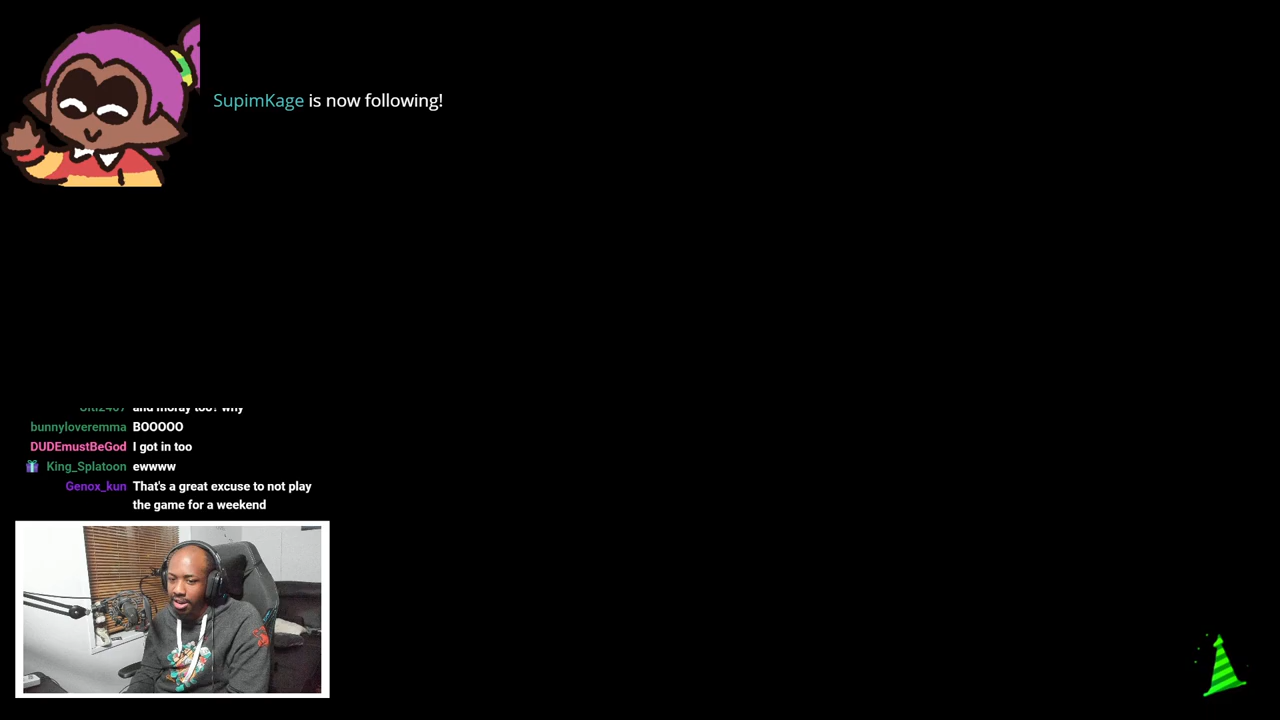 SupimKage is now following!
and moray too? why
bunnyloveremma BOOOOO
DUDEmustBeGod I got in too
King_Splatoon ewwww
Genox_kun That's a great excuse to not play
the game for a weekend